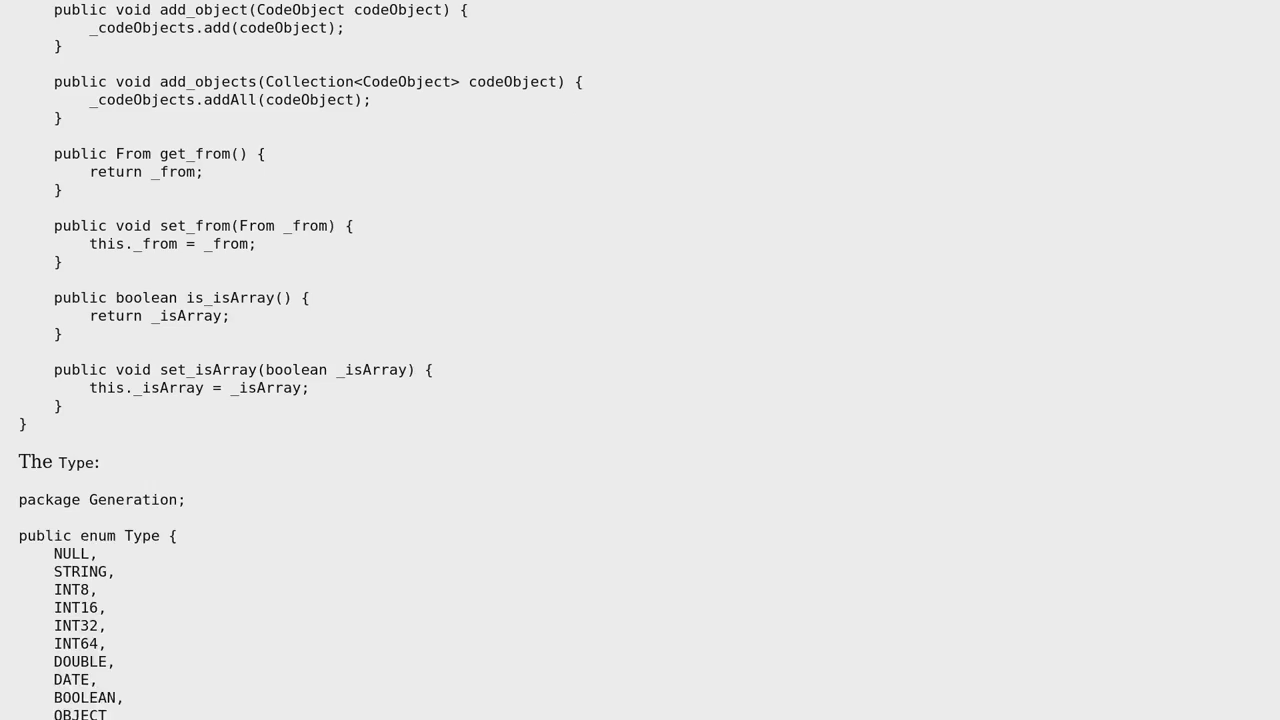 public void add_object(CodeObject codeObject) {
_codeObjects.add(codeObject);
}
public void add_objects(Collection<CodeObject> codeObject) {
_codeObjects.addAll(codeObject);
}
public From get_from() {
return _from;
}
public void set_from(From _from) {
this._from = _from;
}
public boolean is_isArray() {
return _isArray;
}
public void set_isArray(boolean _isArray) {
this._isArray = _isArray;
}
}
The Type:
package Generation;
public enum Type {
NULL,
STRING,
INT8,
INT16,
INT32,
INT64,
DOUBLE,
DATE,
BOOLEAN,
OBJECT